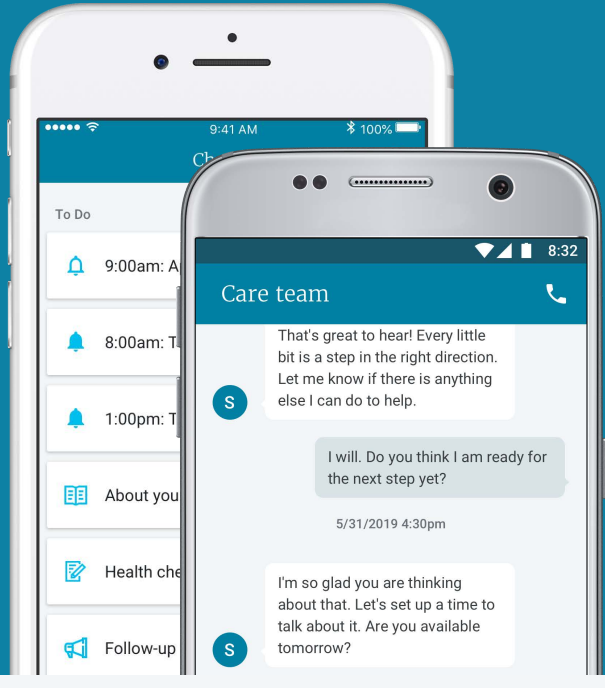 9:41 AM
100%
To Do
9:00am:
8:00am:
1:00pm:
About you
Health
Follow-up
8:32
Care team
That's great to hear! Every little
bit is a step in the right direction.
Let me know if there is anything
else I can do to help.
S
I will. Do you think I am ready for
the next step yet?
5/31/2019 4:30pm
I'm so glad you are thinking
about that. Let's set up a time to
talk about it. Are you available
tomorrow?
S